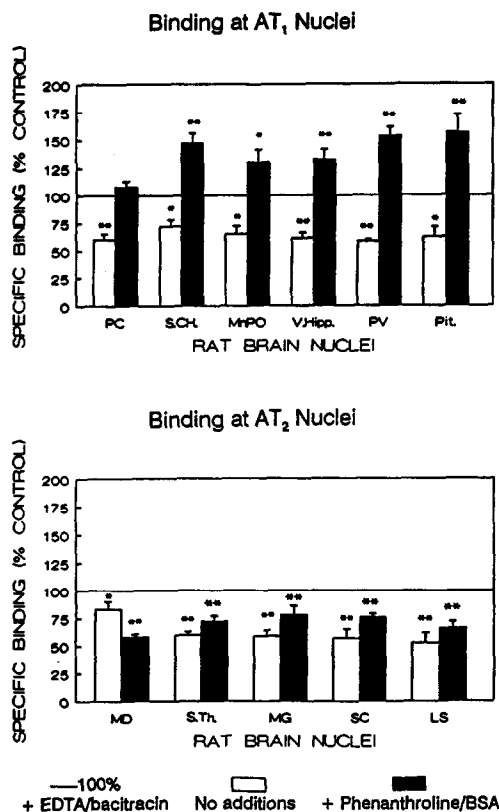 Binding at AT₁ Nuclei
SPECIFIC BINDING (% CONTROL)
200
175
150
125
100
75
50
25
0
** * * ** ** *
** * ** ** **
PC S.CH. MnPO V.Hipp. PV Pit.
RAT BRAIN NUCLEI
Binding at AT₂ Nuclei
SPECIFIC BINDING (% CONTROL)
200
175
150
125
100
75
50
25
0
* ** ** ** **
** ** ** ** **
MD S.Th. MG SC LS
RAT BRAIN NUCLEI
100%
+ EDTA/bacitracin No additions + Phenanthroline/BSA